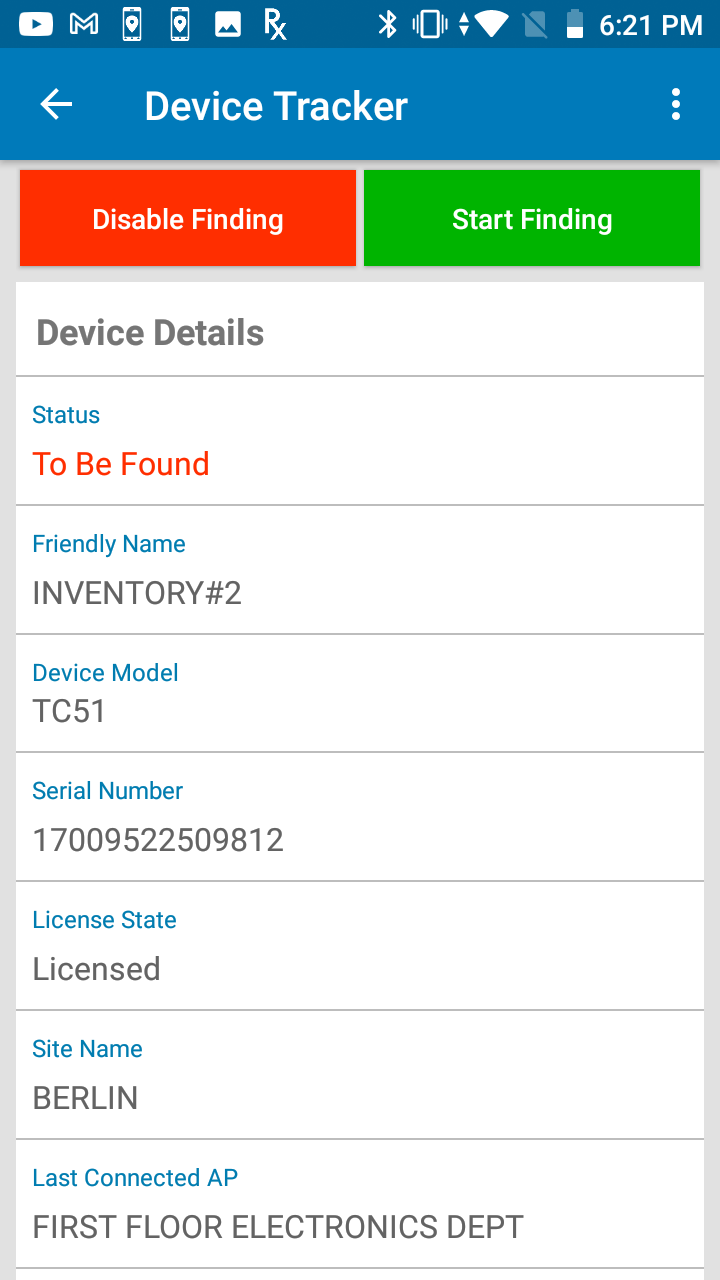 6:21 PM
Device Tracker
Disable Finding
Start Finding
Device Details
Status
To Be Found
Friendly Name
INVENTORY#2
Device Model
TC51
Serial Number
17009522509812
License State
Licensed
Site Name
BERLIN
Last Connected AP
FIRST FLOOR ELECTRONICS DEPT